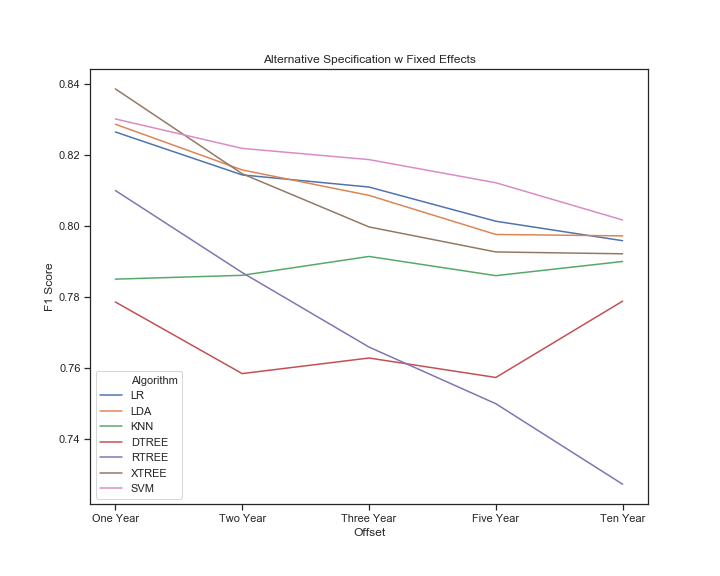 Alternative Specification w Fixed Effects
0.84
0.82
0.80
0.78
0.76
0.74
F1 Score
Algorithm
LR
LDA
KNN
DTREE
RTREE
XTREE
SVM
One Year
Two Year
Three Year
Five Year
Ten Year
Offset